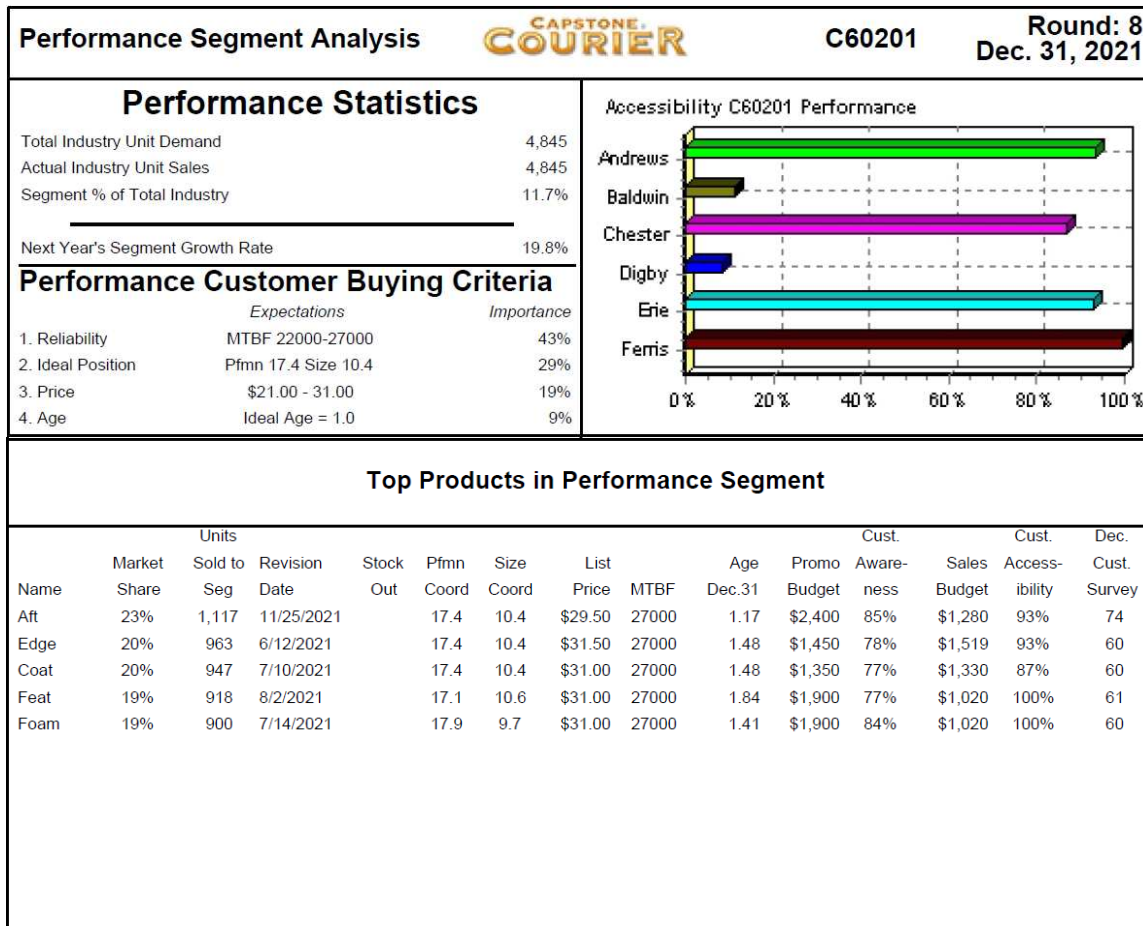 Performance Segment Analysis
CAPSTONE
COURIER
C60201
Round: 8
Dec. 31, 2021
Performance Statistics
Total Industry Unit Demand 4,845
Actual Industry Unit Sales 4,845
Segment % of Total Industry 11.7%
Next Year's Segment Growth Rate 19.8%
Performance Customer Buying Criteria
Expectations Importance
1. Reliability MTBF 22000-27000 43%
2. Ideal Position Pfmn 17.4 Size 10.4 29%
3. Price $21.00 - 31.00 19%
4. Age Ideal Age = 1.0 9%
Accessibility C60201 Performance
Andrews
Baldwin
Chester
Digby
Erie
Ferris
0% 20% 40% 60% 80% 100%
Top Products in Performance Segment
Units Cust. Cust. Dec.
Market Sold to Revision Stock Pfmn Size List Age Promo Aware- Sales Access- Cust.
Name Share Seg Date Out Coord Coord Price MTBF Dec.31 Budget ness Budget ibility Survey
Aft 23% 1,117 11/25/2021 17.4 10.4 $29.50 27000 1.17 $2,400 85% $1,280 93% 74
Edge 20% 963 6/12/2021 17.4 10.4 $31.50 27000 1.48 $1,450 78% $1,519 93% 60
Coat 20% 947 7/10/2021 17.4 10.4 $31.00 27000 1.48 $1,350 77% $1,330 87% 60
Feat 19% 918 8/2/2021 17.1 10.6 $31.00 27000 1.84 $1,900 77% $1,020 100% 61
Foam 19% 900 7/14/2021 17.9 9.7 $31.00 27000 1.41 $1,900 84% $1,020 100% 60